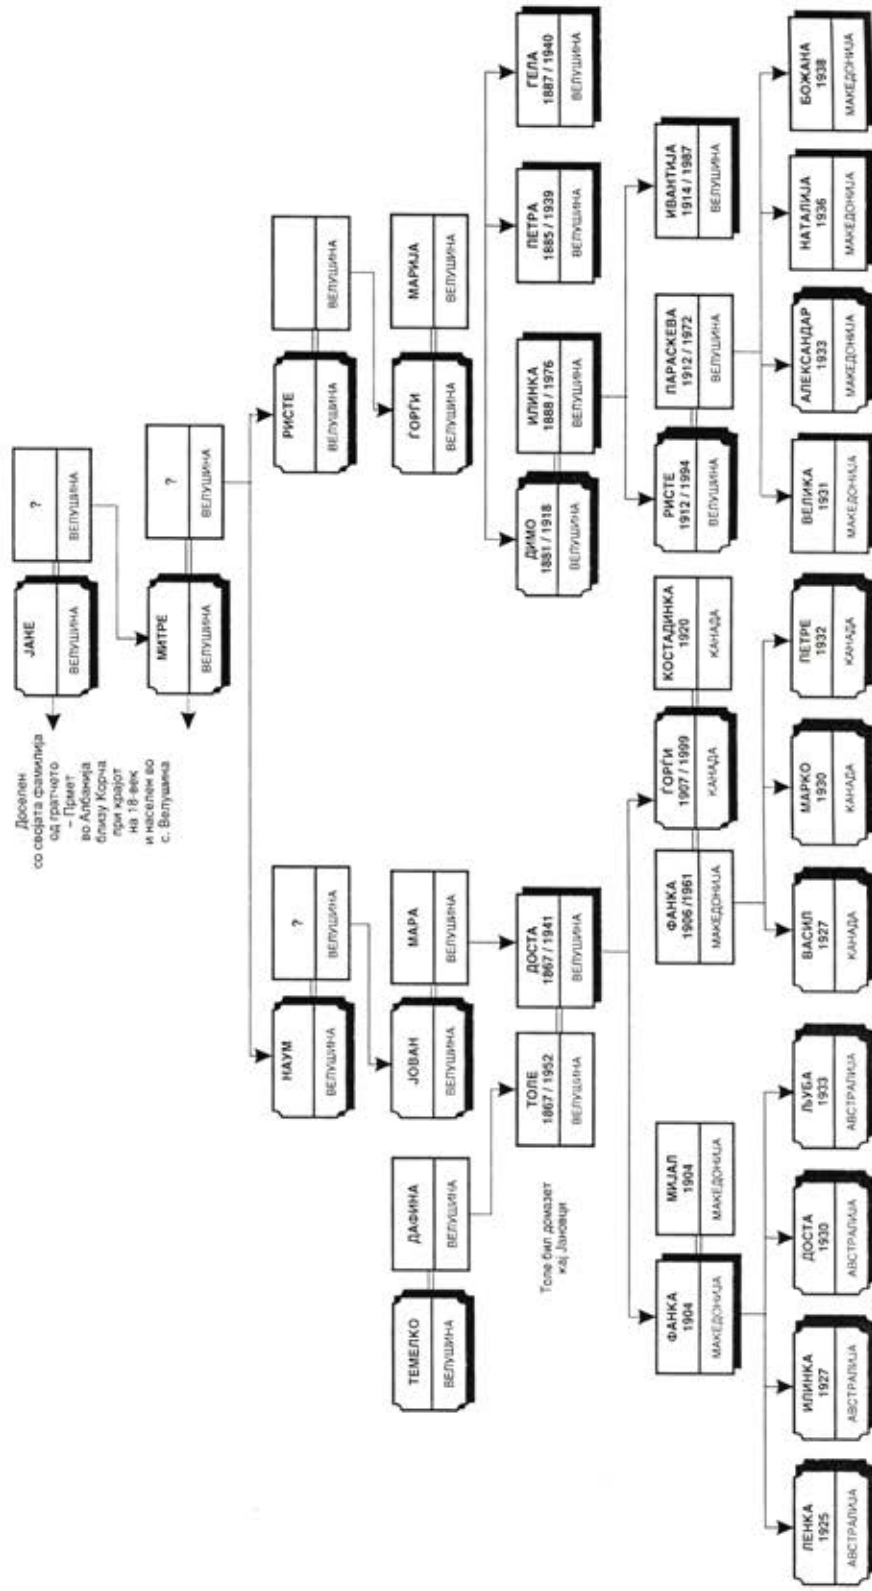 Доселен
со својата фамилија
од гратчето
– Прмет
во Албанија
близу Корча
при крајот
на 18-век
и населен во
с. Велушина
ЈАНЕ
ВЕЛУШИНА
?
ВЕЛУШИНА
МИТРЕ
ВЕЛУШИНА
?
ВЕЛУШИНА
НАУМ
ВЕЛУШИНА
?
ВЕЛУШИНА
РИСТЕ
ВЕЛУШИНА
ВЕЛУШИНА
ТЕМЕЛКО
ВЕЛУШИНА
ДАФИНА
ВЕЛУШИНА
ЈОВАН
ВЕЛУШИНА
МАРА
ВЕЛУШИНА
ЃОРЃИ
ВЕЛУШИНА
МАРИЈА
ВЕЛУШИНА
ТОЛЕ
1867 / 1952
ВЕЛУШИНА
ДОСТА
1867 / 1941
ВЕЛУШИНА
ДИМО
1881 / 1918
ВЕЛУШИНА
ИЛИНКА
1888 / 1976
ВЕЛУШИНА
ПЕТРА
1885 / 1939
ВЕЛУШИНА
ГЕЛА
1887 / 1940
ВЕЛУШИНА
Толе бил домазет
кај Јановци
ФАНКА
1904
МАКЕДОНИЈА
МИЈАЛ
1904
МАКЕДОНИЈА
ФАНКА
1906 /1961
МАКЕДОНИЈА
ЃОРЃИ
1907 / 1999
КАНАДА
КОСТАДИНКА
1920
КАНАДА
РИСТЕ
1912 / 1994
ВЕЛУШИНА
ПАРАСКЕВА
1912 / 1972
ВЕЛУШИНА
ИВАНТИЈА
1914 / 1987
ВЕЛУШИНА
ЛЕНКА
1925
АВСТРАЛИЈА
ИЛИНКА
1927
АВСТРАЛИЈА
ДОСТА
1930
АВСТРАЛИЈА
ЉУБА
1933
АВСТРАЛИЈА
ВАСИЛ
1927
КАНАДА
МАРКО
1930
КАНАДА
ПЕТРЕ
1932
КАНАДА
ВЕЛИКА
1931
МАКЕДОНИЈА
АЛЕКСАНДАР
1933
МАКЕДОНИЈА
НАТАЛИЈА
1936
МАКЕДОНИЈА
БОЖАНА
1938
МАКЕДОНИЈА